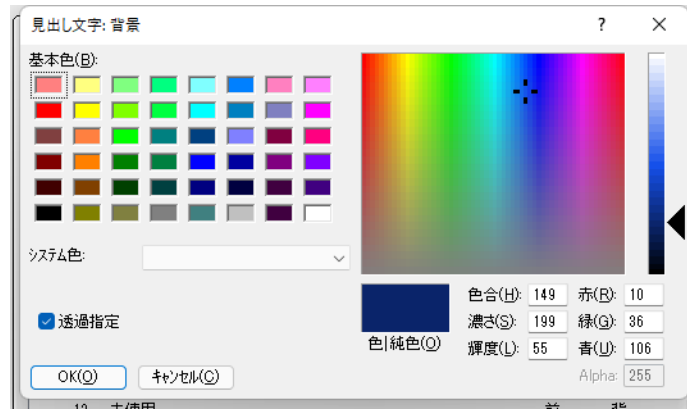 見出し文字: 背景 ? ×
基本色(B):
システム色:
透過指定
OK(O) キャンセル(C)
色|純色(O)
色合(H): 149 赤(R): 10
濃さ(S): 199 緑(G): 36
輝度(L): 55 青(U): 106
Alpha: 255